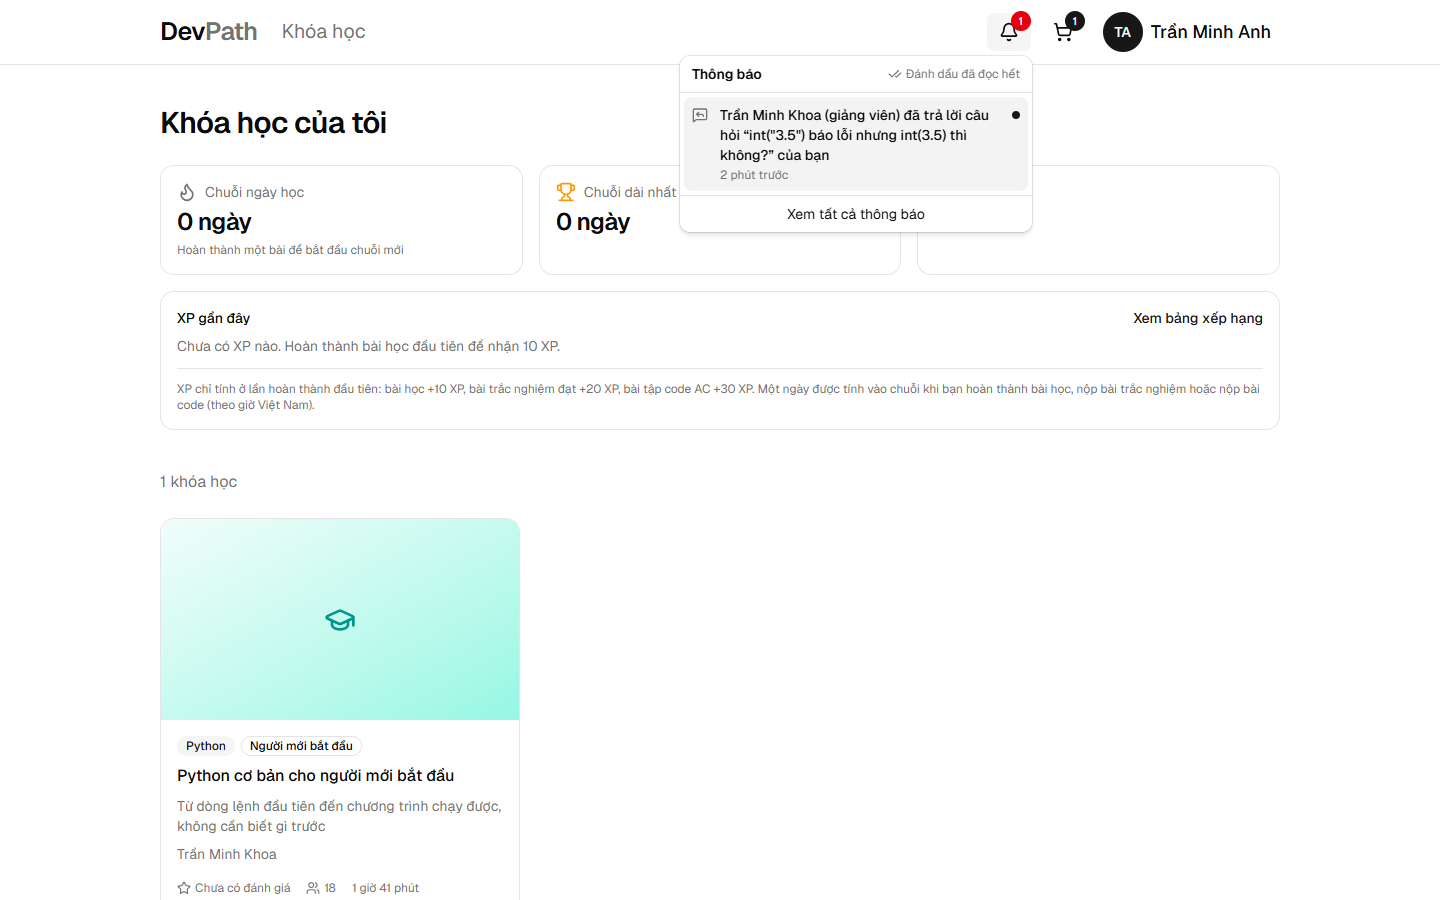 DevPath
Khóa học
1
1
TA
Trần Minh Anh
Thông báo
Đánh dấu đã đọc hết
Trần Minh Khoa (giảng viên) đã trả lời câu
hỏi “int("3.5") báo lỗi nhưng int(3.5) thì
không?” của bạn
2 phút trước
Xem tất cả thông báo
Khóa học của tôi
Chuỗi ngày học
0 ngày
Hoàn thành một bài để bắt đầu chuỗi mới
Chuỗi dài nhất
0 ngày
XP gần đây
Xem bảng xếp hạng
Chưa có XP nào. Hoàn thành bài học đầu tiên để nhận 10 XP.
XP chỉ tính ở lần hoàn thành đầu tiên: bài học +10 XP, bài trắc nghiệm đạt +20 XP, bài tập code AC +30 XP. Một ngày được tính vào chuỗi khi bạn hoàn thành bài học, nộp bài trắc nghiệm hoặc nộp bài
code (theo giờ Việt Nam).
1 khóa học
Python
Người mới bắt đầu
Python cơ bản cho người mới bắt đầu
Từ dòng lệnh đầu tiên đến chương trình chạy được,
không cần biết gì trước
Trần Minh Khoa
Chưa có đánh giá
18
1 giờ 41 phút